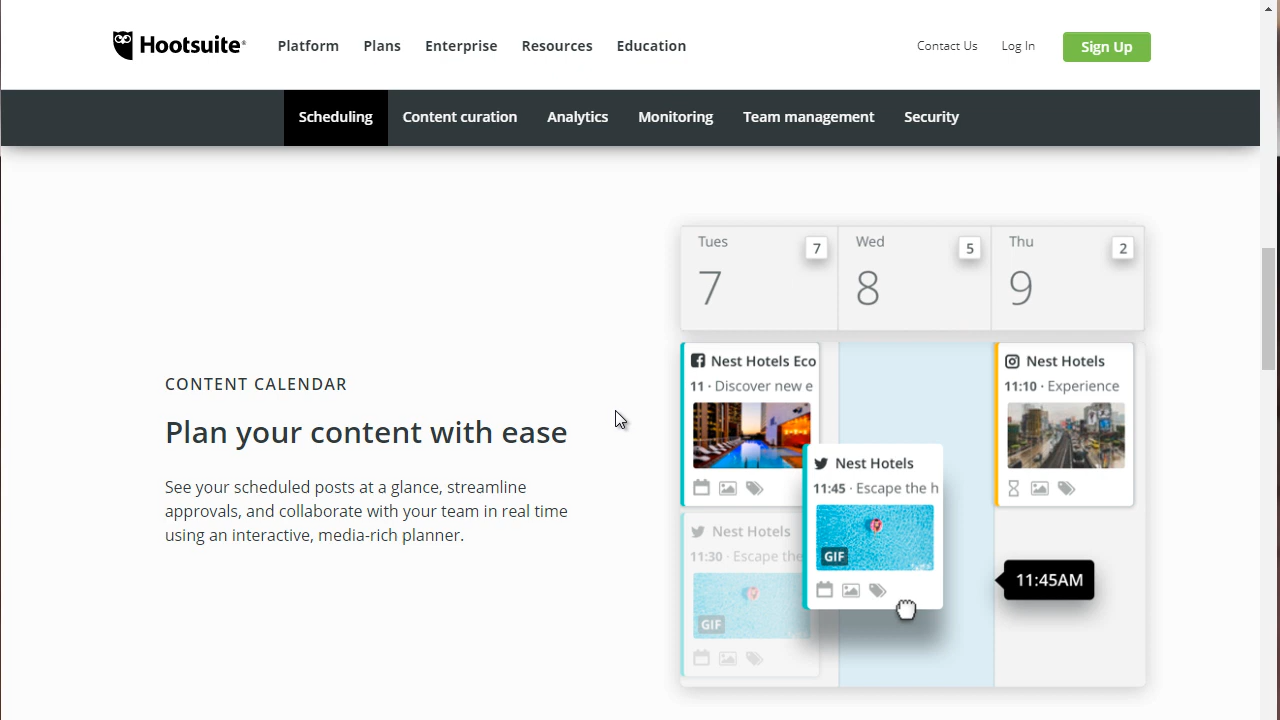 Hootsuite®
Platform
Plans
Enterprise
Resources
Education
Contact Us
Log In
Sign Up
Scheduling
Content curation
Analytics
Monitoring
Team management
Security
CONTENT CALENDAR
Plan your content with ease
See your scheduled posts at a glance, streamline
approvals, and collaborate with your team in real time
using an interactive, media-rich planner.
Tues
7
7
Wed
5
8
Thu
2
9
Nest Hotels Eco
11 · Discover new e
Nest Hotels
11:30 · Escape the
GIF
Nest Hotels
11:45 · Escape the h
GIF
Nest Hotels
11:10 · Experience
11:45AM